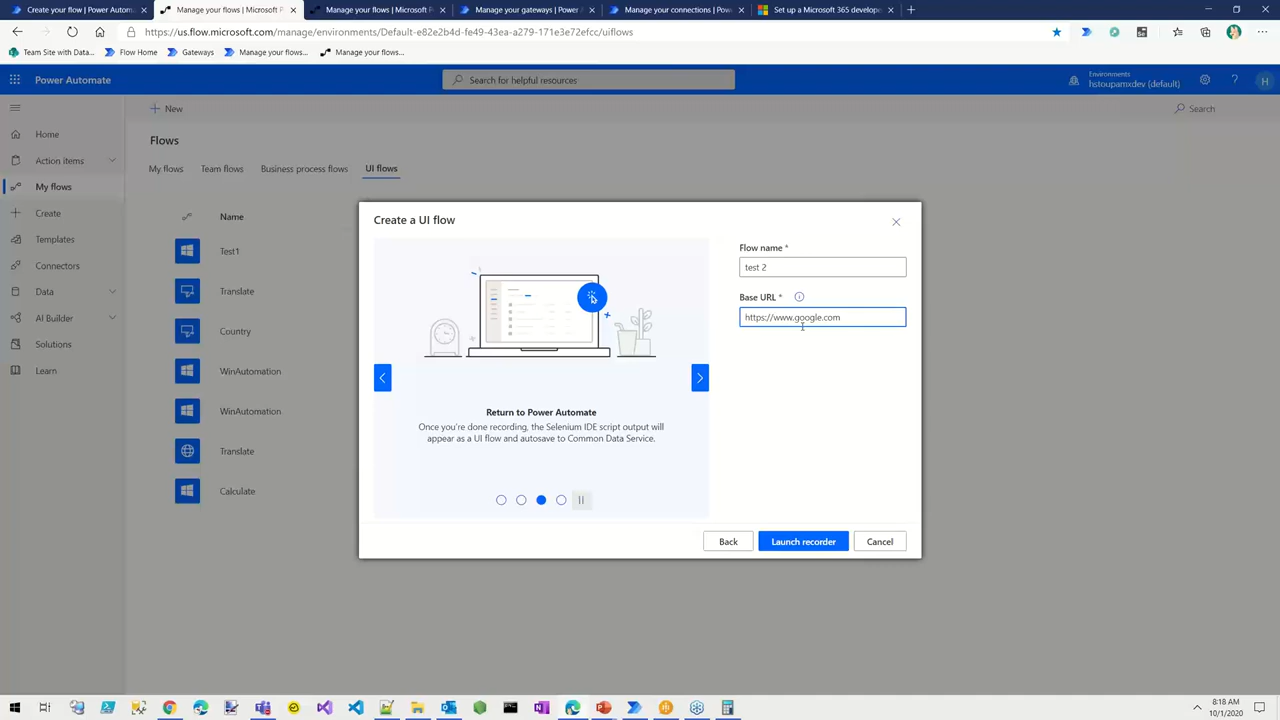 Create your flow | Power Autom
Manage your flows | Microsoft P
Manage your flows | Microsoft P
Manage your gateways | Power A
Manage your connections | Powe
Set up a Microsoft 365 develope
https://us.flow.microsoft.com/manage/environments/Default-e82e2b4d-fe49-43ea-a279-171e3e72efcc/uiflows
Team Site with Data...
Flow Home
Gateways
Manage your flows...
Manage your flows...
Power Automate
Search for helpful resources
Environments
hstoupamxdev (default)
?
H
New
Search
Home
Action items
My flows
Create
Templates
Connectors
Data
AI Builder
Solutions
Learn
Flows
My flows
Team flows
Business process flows
UI flows
Name
Test1
Translate
Country
WinAutomation
WinAutomation
Translate
Calculate
Create a UI flow
Return to Power Automate
Once you're done recording, the Selenium IDE script output will
appear as a UI flow and autosave to Common Data Service.
Flow name *
test 2
Base URL *
https://www.google.com
Back
Launch recorder
Cancel
8:18 AM
10/1/2020